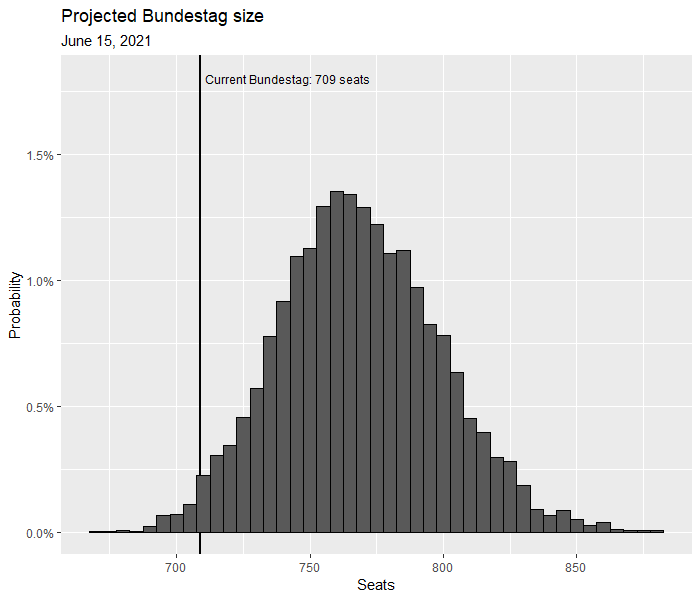 Projected Bundestag size
June 15, 2021
Current Bundestag: 709 seats
1.5%
1.0%
0.5%
0.0%
Probability
700
750
800
850
Seats